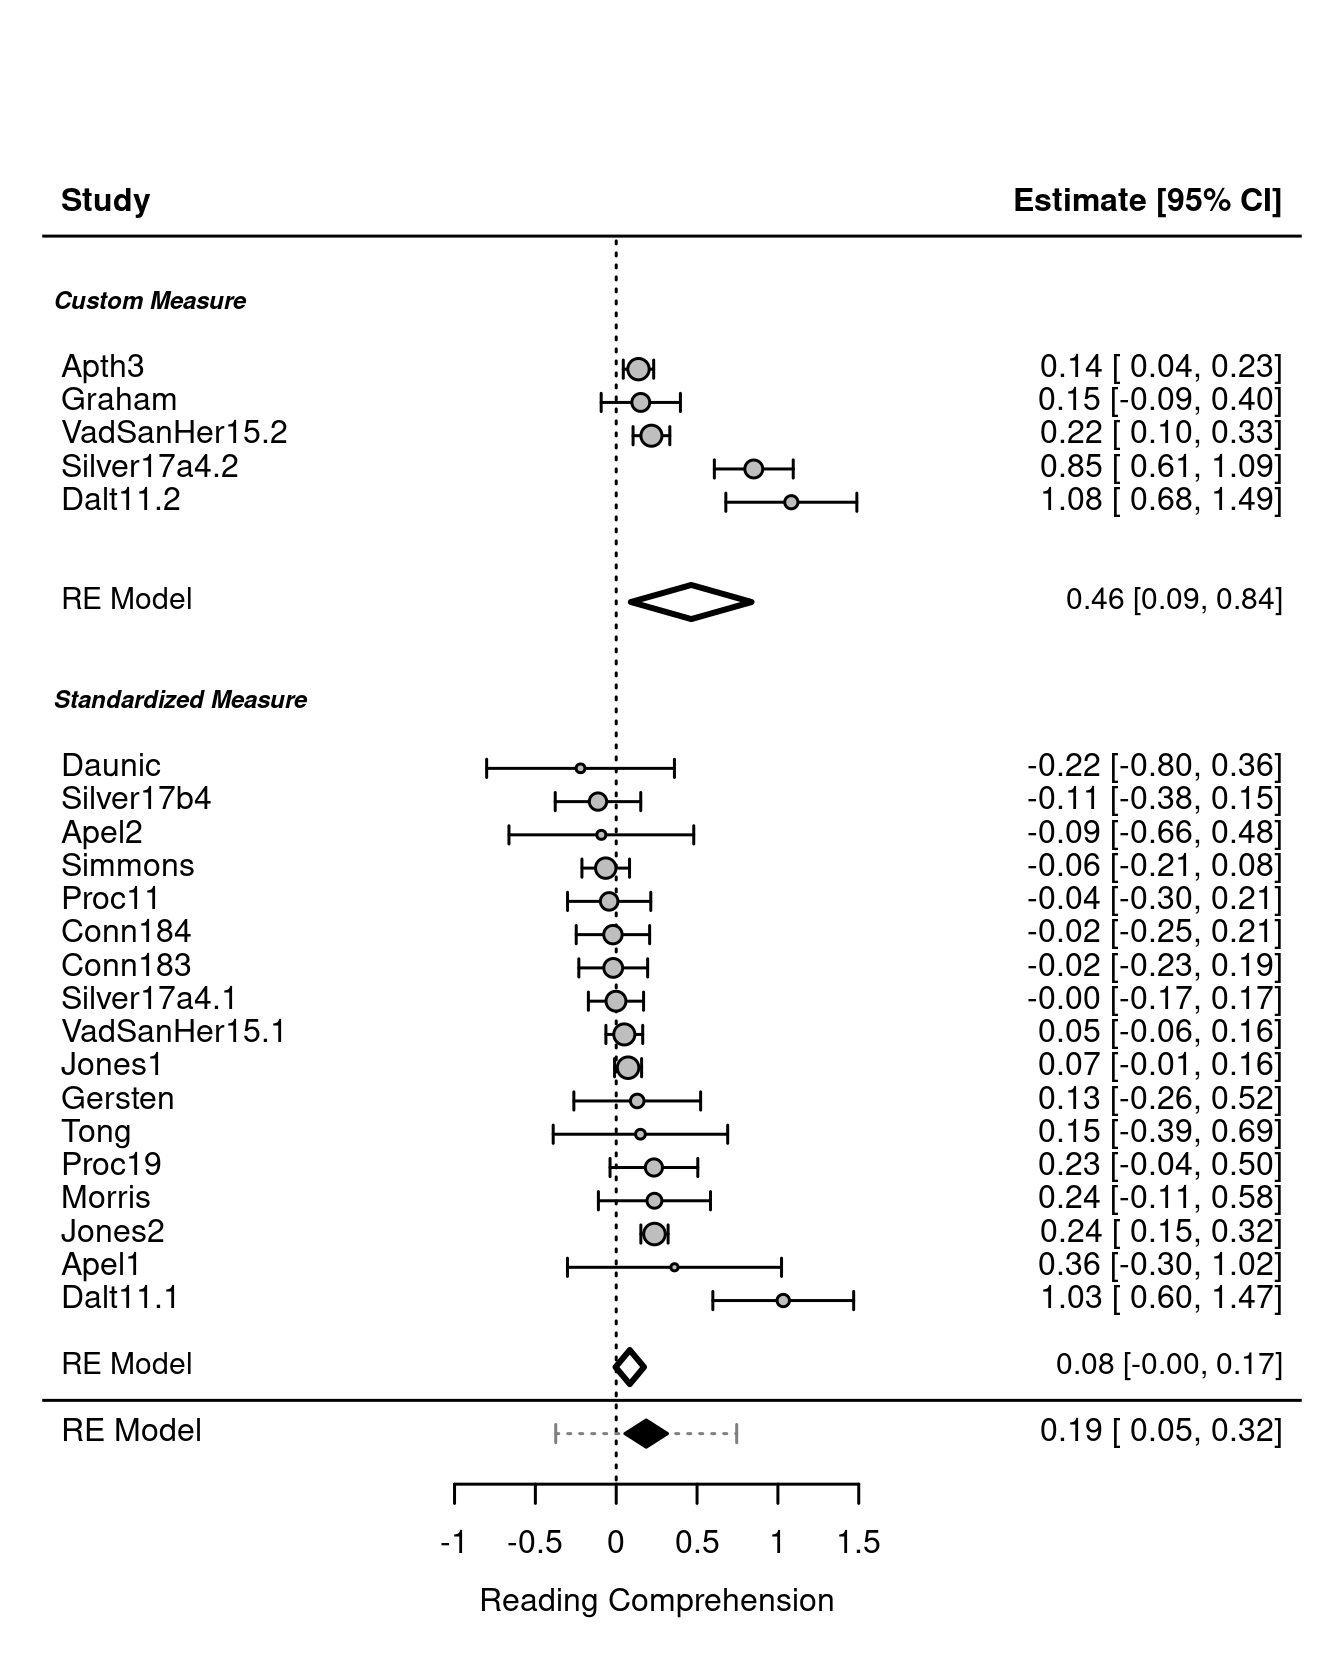 Study Estimate [95% CI]
Custom Measure
Apth3 0.14 [ 0.04, 0.23]
Graham 0.15 [-0.09, 0.40]
VadSanHer15.2 0.22 [ 0.10, 0.33]
Silver17a4.2 0.85 [ 0.61, 1.09]
Dalt11.2 1.08 [ 0.68, 1.49]
RE Model 0.46 [0.09, 0.84]
Standardized Measure
Daunic -0.22 [-0.80, 0.36]
Silver17b4 -0.11 [-0.38, 0.15]
Apel2 -0.09 [-0.66, 0.48]
Simmons -0.06 [-0.21, 0.08]
Proc11 -0.04 [-0.30, 0.21]
Conn184 -0.02 [-0.25, 0.21]
Conn183 -0.02 [-0.23, 0.19]
Silver17a4.1 -0.00 [-0.17, 0.17]
VadSanHer15.1 0.05 [-0.06, 0.16]
Jones1 0.07 [-0.01, 0.16]
Gersten 0.13 [-0.26, 0.52]
Tong 0.15 [-0.39, 0.69]
Proc19 0.23 [-0.04, 0.50]
Morris 0.24 [-0.11, 0.58]
Jones2 0.24 [ 0.15, 0.32]
Apel1 0.36 [-0.30, 1.02]
Dalt11.1 1.03 [ 0.60, 1.47]
RE Model 0.08 [-0.00, 0.17]
RE Model 0.19 [ 0.05, 0.32]
-1 -0.5 0 0.5 1 1.5
Reading Comprehension